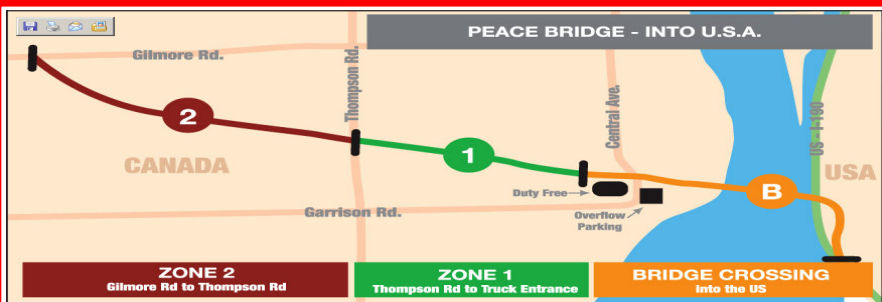 PEACE BRIDGE - INTO U.S.A.
Gilmore Rd.
Thompson Rd.
Central Ave.
US - I-190
2
1
CANADA
USA
B
Duty Free
Garrison Rd.
Overflow
Parking
ZONE 2
Gilmore Rd to Thompson Rd
ZONE 1
Thompson Rd to Truck Entrance
BRIDGE CROSSING
Into the US